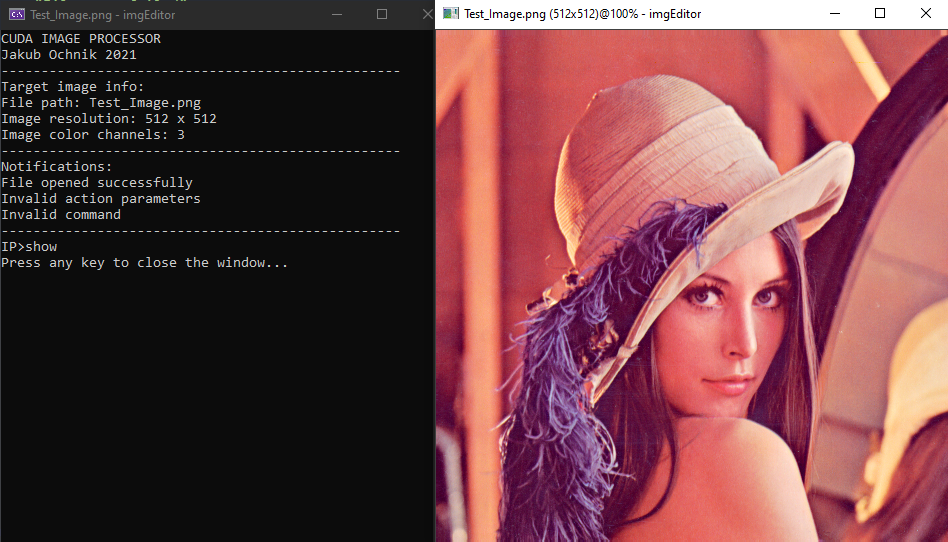 Test_Image.png - imgEditor
CUDA IMAGE PROCESSOR
Jakub Ochnik 2021
--------------------------------------------------
Target image info:
File path: Test_Image.png
Image resolution: 512 x 512
Image color channels: 3
--------------------------------------------------
Notifications:
File opened successfully
Invalid action parameters
Invalid command
--------------------------------------------------
IP>show
Press any key to close the window...
Test_Image.png (512x512)@100% - imgEditor